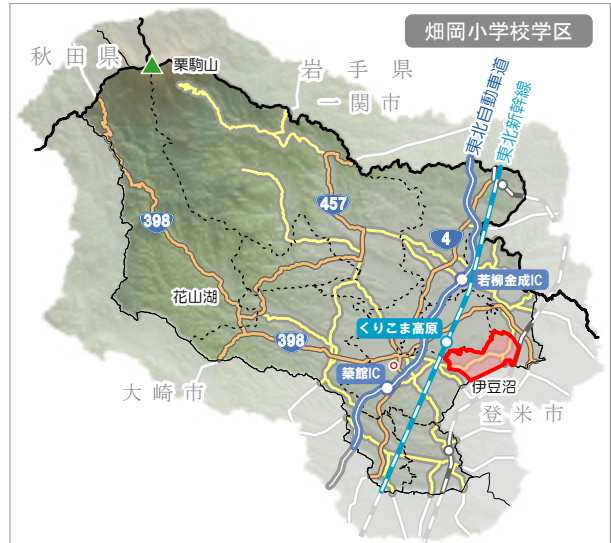 畑岡小学校学区
秋田県
栗駒山
岩手県
一関市
東北自動車道
東北新幹線
457
398
4
若柳金成IC
花山湖
くりこま高原
398
築館IC
伊豆沼
大崎市
登米市